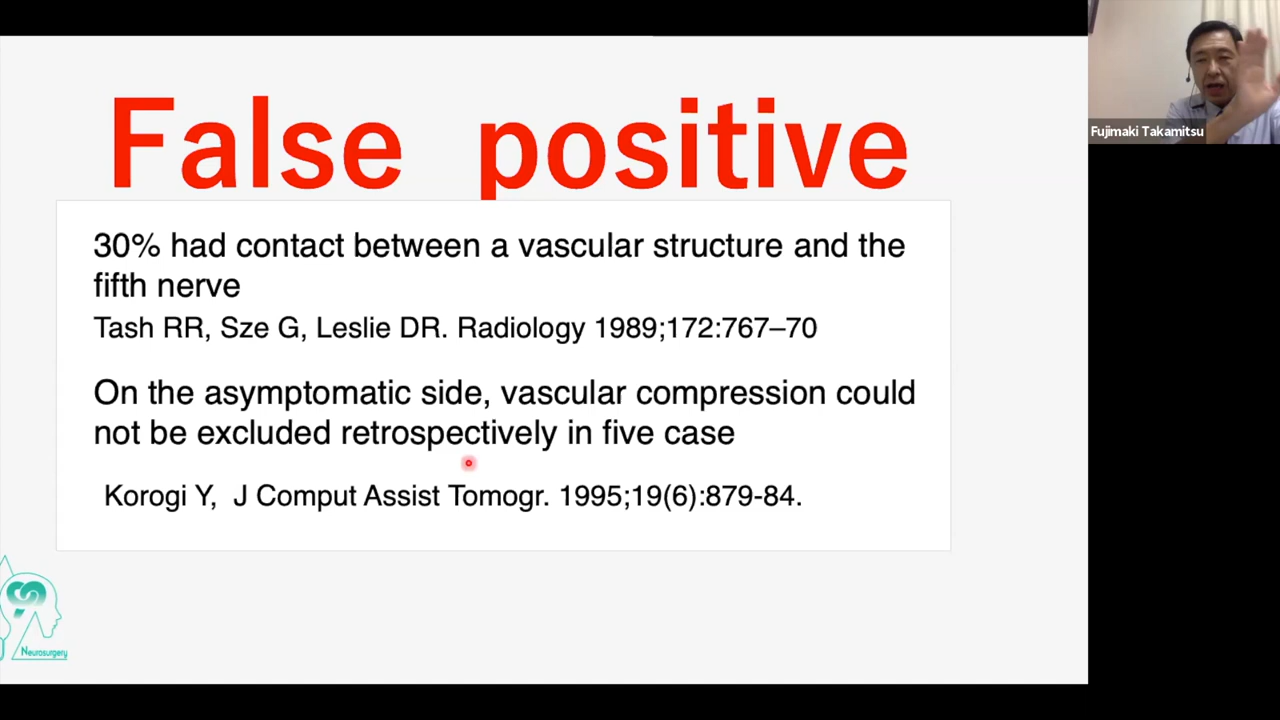 False positive
30% had contact between a vascular structure and the
fifth nerve
Tash RR, Sze G, Leslie DR. Radiology 1989;172:767–70
On the asymptomatic side, vascular compression could
not be excluded retrospectively in five case
Korogi Y, J Comput Assist Tomogr. 1995;19(6):879-84.
Neurosurgery
Fujimaki Takamitsu